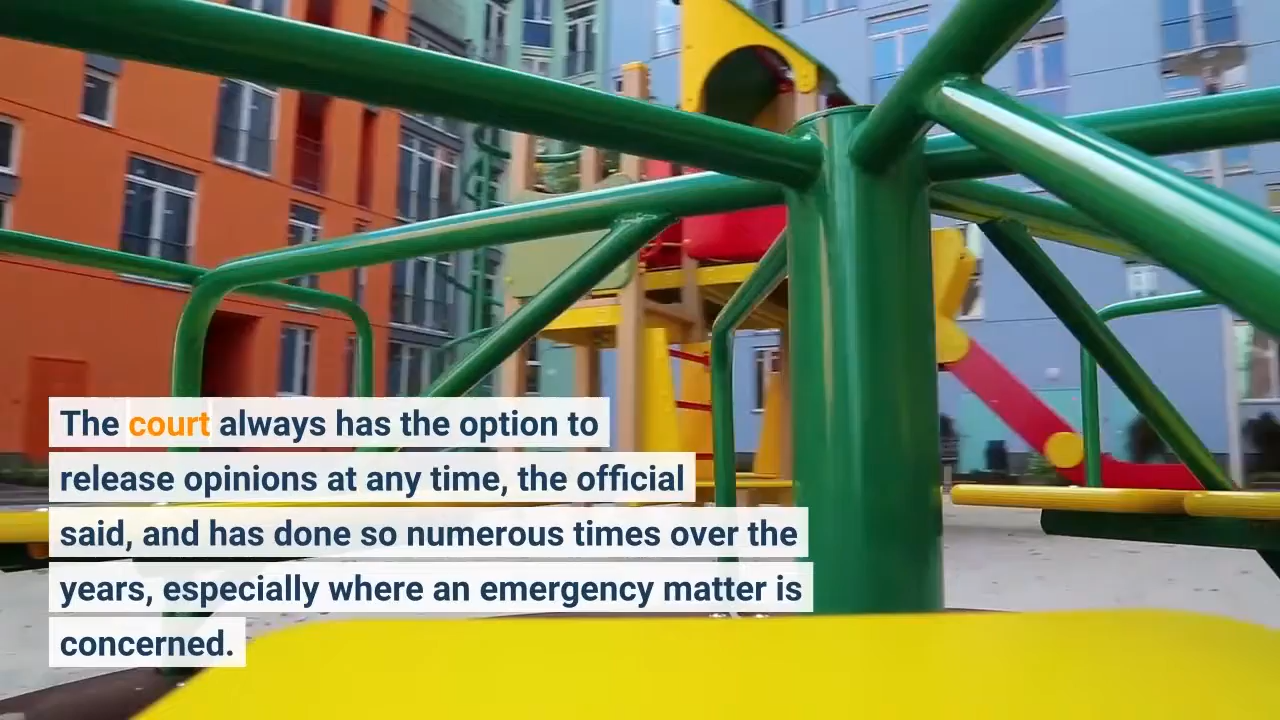 The court always has the option to
release opinions at any time, the official
said, and has done so numerous times over the
years, especially where an emergency matter is
concerned.